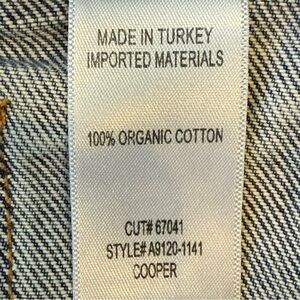 MADE IN TURKEY
IMPORTED MATERIALS
100% ORGANIC COTTON
CUT# 67041
STYLE# A9120-1141
COOPER